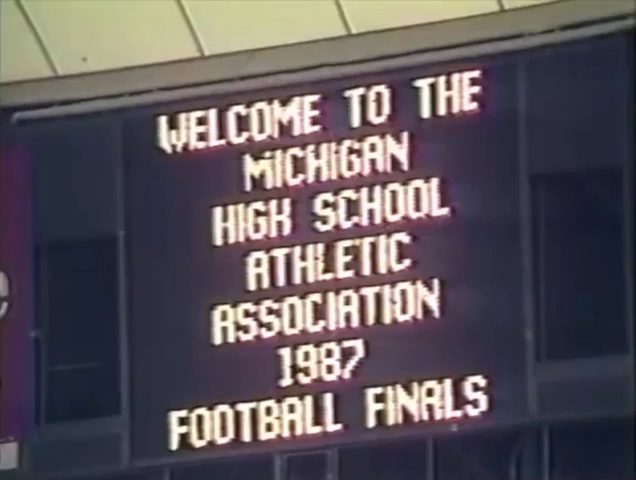 WELCOME TO THE
MICHIGAN
HIGH SCHOOL
ATHLETIC
ASSOCIATION
1987
FOOTBALL FINALS